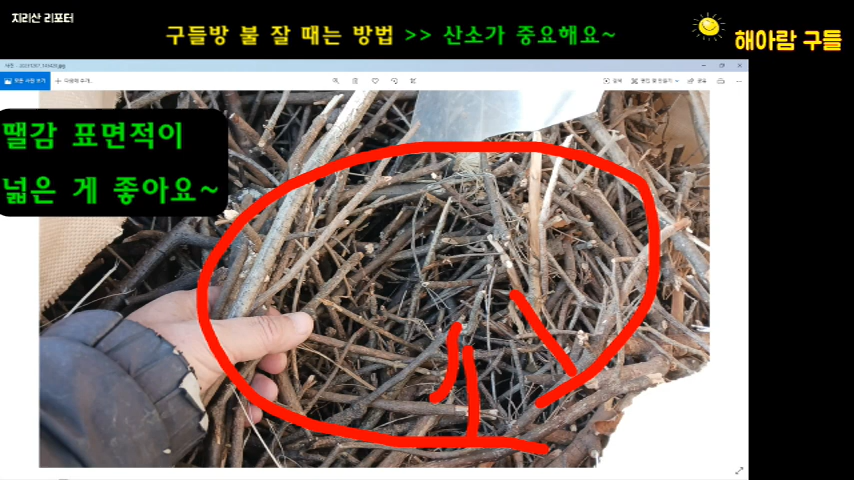 지리산 리포터
구들방 불 잘 때는 방법 >> 산소가 중요해요~
해아람 구들
땔감 표면적이
넓은 게 좋아요~